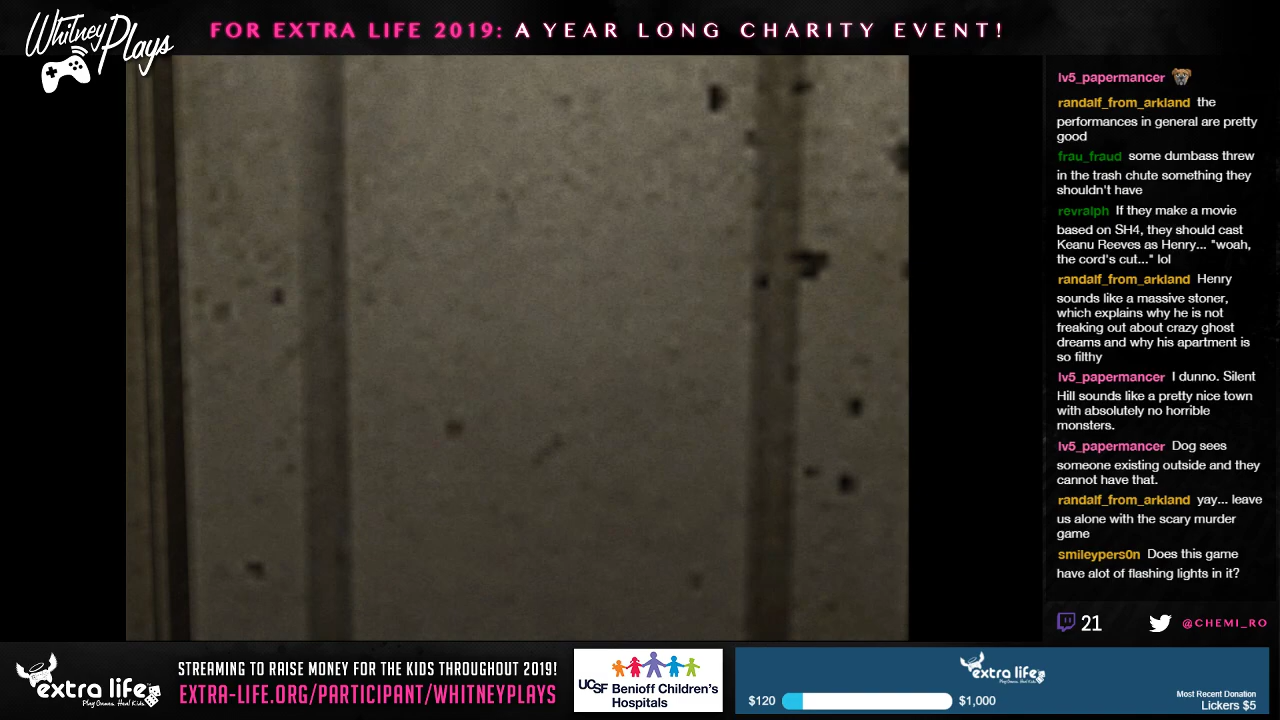 Whitney Plays
FOR EXTRA LIFE 2019: A YEAR LONG CHARITY EVENT!
lv5_papermancer
randalf_from_arkland the
performances in general are pretty
good
frau_fraud some dumbass threw
in the trash chute something they
shouldn't have
revralph If they make a movie
based on SH4, they should cast
Keanu Reeves as Henry... "woah,
the cord's cut..." lol
randalf_from_arkland Henry
sounds like a massive stoner,
which explains why he is not
freaking out about crazy ghost
dreams and why his apartment is
so filthy
lv5_papermancer I dunno. Silent
Hill sounds like a pretty nice town
with absolutely no horrible
monsters.
lv5_papermancer Dog sees
someone existing outside and they
cannot have that.
randalf_from_arkland yay... leave
us alone with the scary murder
game
smileypers0n Does this game
have alot of flashing lights in it?
21
@CHEMI_RO
extra life
Play Games. Heal Kids.
STREAMING TO RAISE MONEY FOR THE KIDS THROUGHOUT 2019!
EXTRA-LIFE.ORG/PARTICIPANT/WHITNEYPLAYS
UCSF Benioff Children's
Hospitals
extra life
Play Games. Heal Kids.
$120
$1,000
Most Recent Donation
Lickers $5